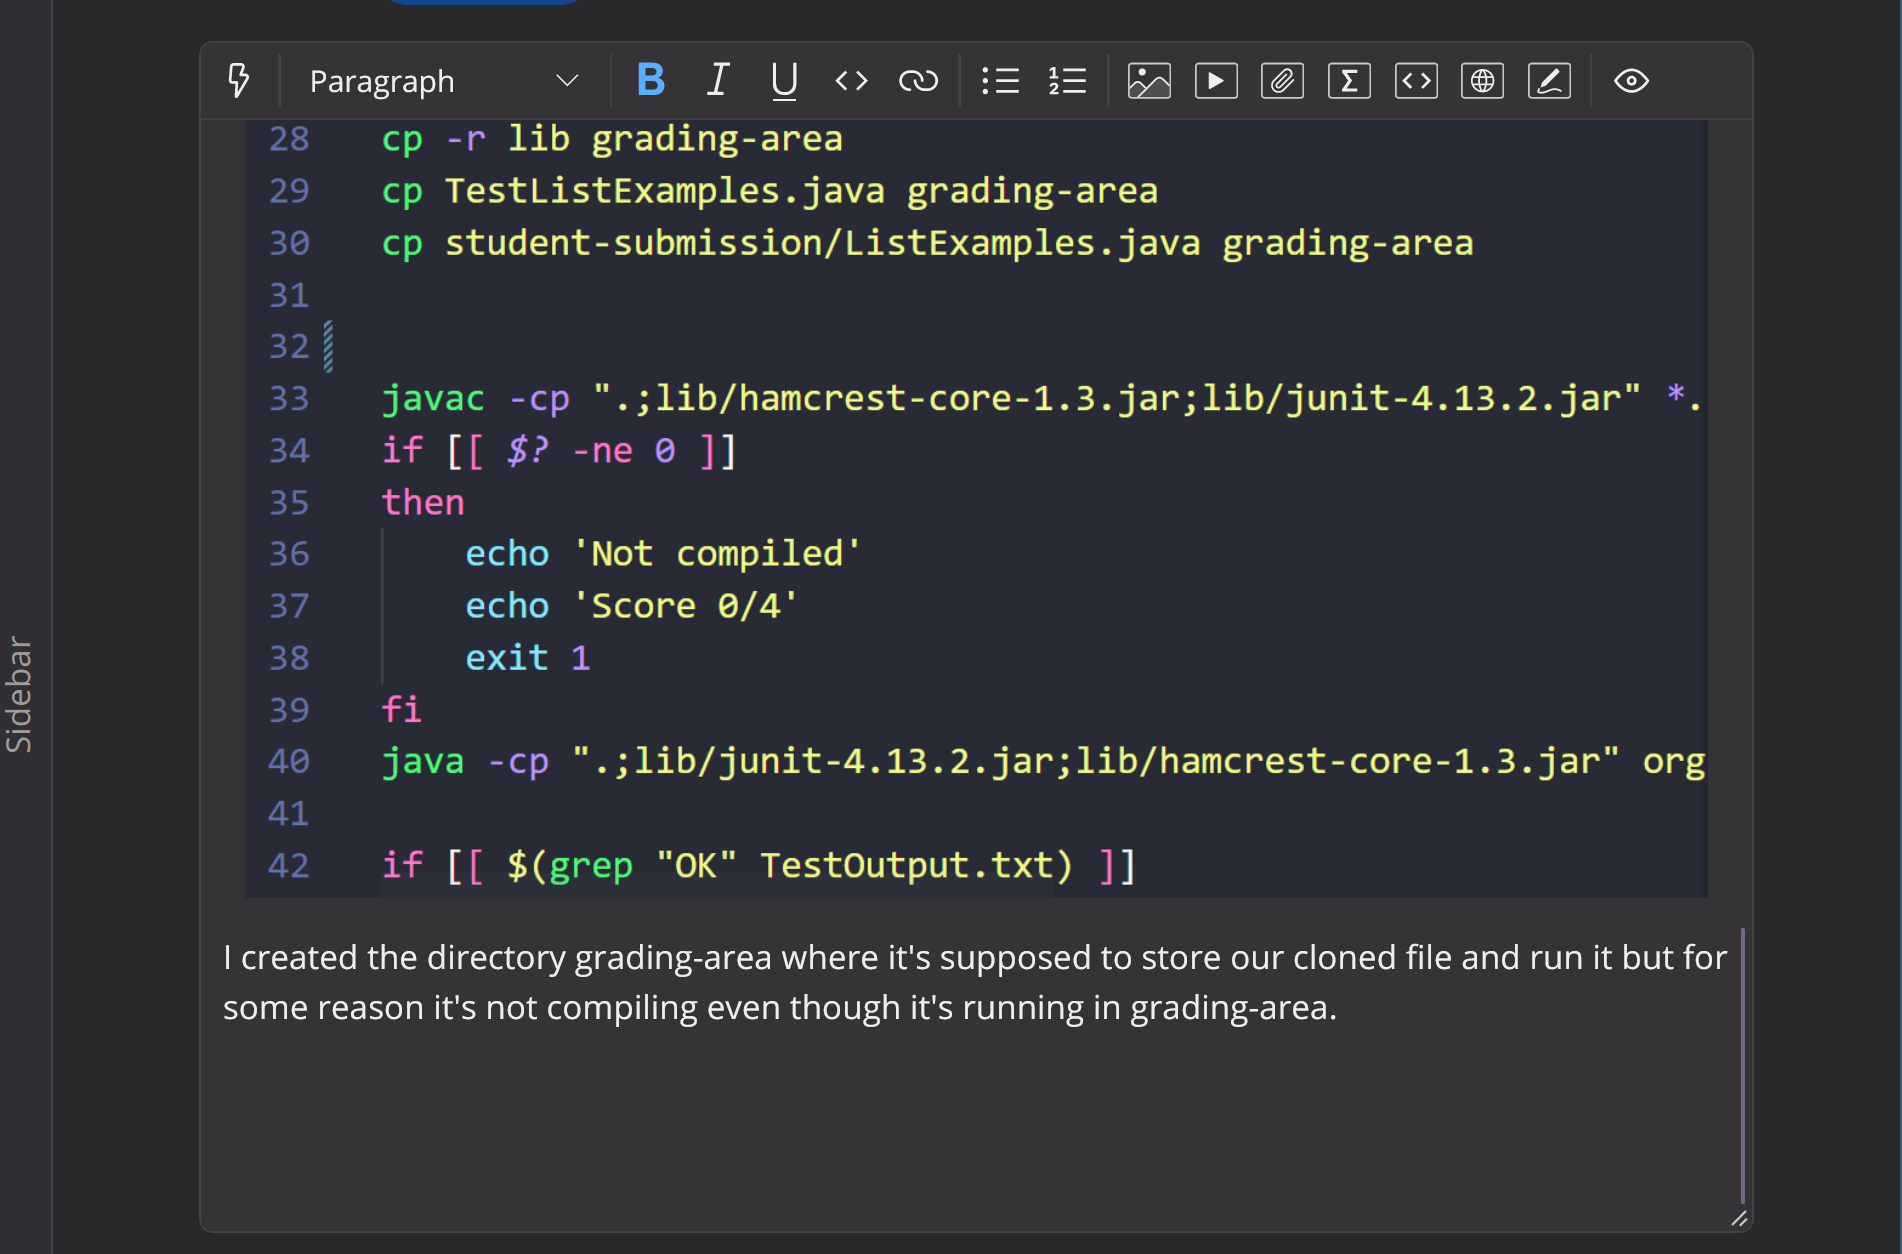 Paragraph
B I U
28 cp -r lib grading-area
29 cp TestListExamples.java grading-area
30 cp student-submission/ListExamples.java grading-area
31
32
33 javac -cp ".;lib/hamcrest-core-1.3.jar;lib/junit-4.13.2.jar" *.
34 if [[ $? -ne 0 ]]
35 then
36 echo 'Not compiled'
37 echo 'Score 0/4'
38 exit 1
39 fi
40 java -cp ".;lib/junit-4.13.2.jar;lib/hamcrest-core-1.3.jar" org
41
42 if [[ $(grep "OK" TestOutput.txt) ]]
I created the directory grading-area where it's supposed to store our cloned file and run it but for
some reason it's not compiling even though it's running in grading-area.
Sidebar